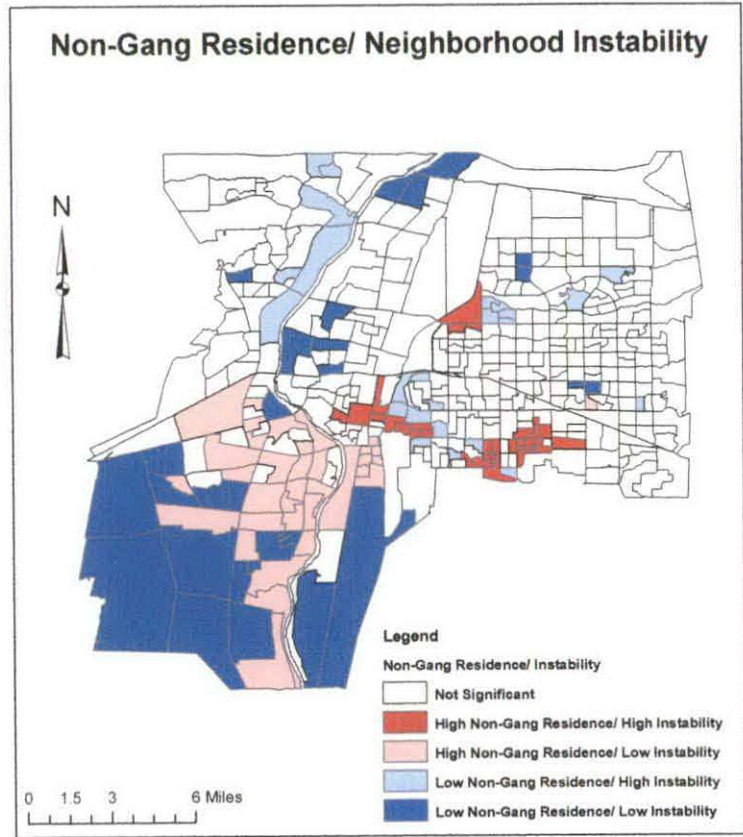 Non-Gang Residence/ Neighborhood Instability
N
Legend
Non-Gang Residence/ Instability
Not Significant
High Non-Gang Residence/ High Instability
High Non-Gang Residence/ Low Instability
Low Non-Gang Residence/ High Instability
Low Non-Gang Residence/ Low Instability
0 1.5 3 6 Miles